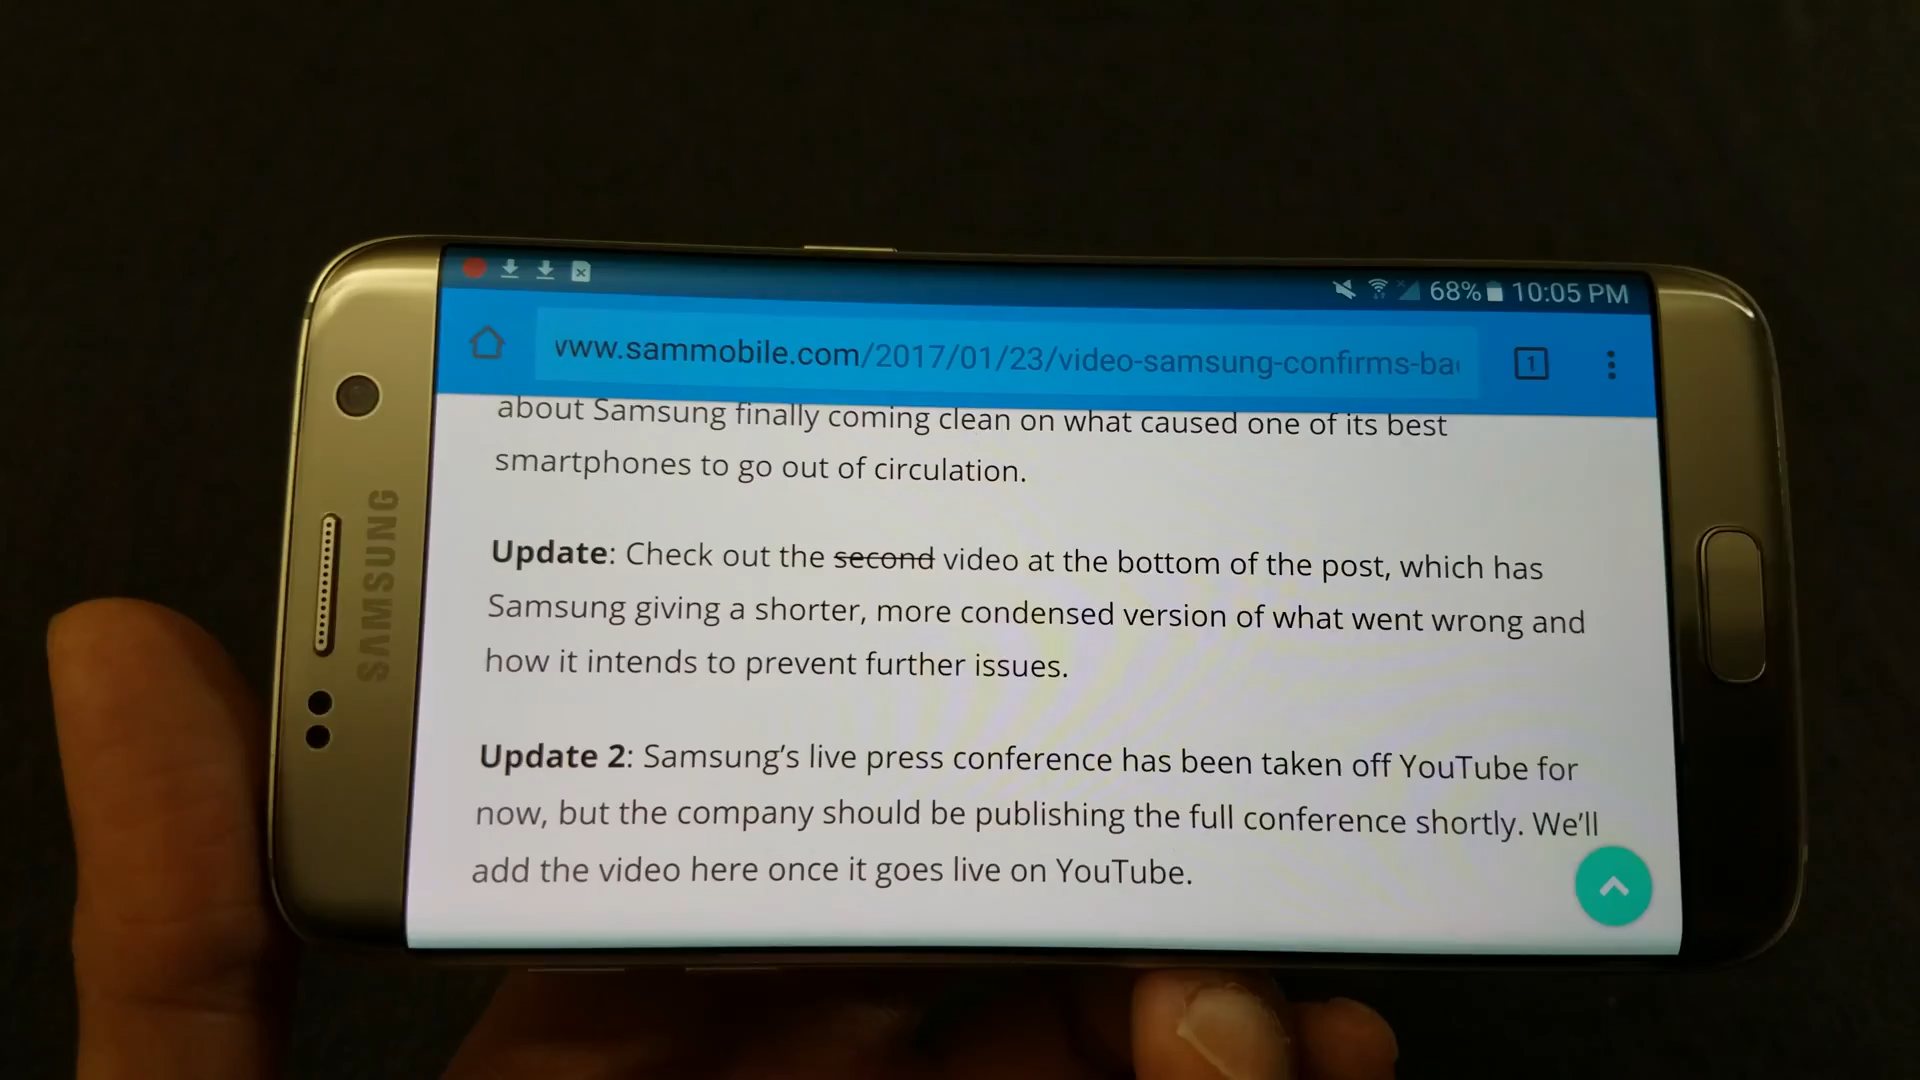 68% 10:05 PM
www.sammobile.com/2017/01/23/video-samsung-confirms-ba
1
about Samsung finally coming clean on what caused one of its best
smartphones to go out of circulation.
Update: Check out the second video at the bottom of the post, which has
Samsung giving a shorter, more condensed version of what went wrong and
how it intends to prevent further issues.
Update 2: Samsung’s live press conference has been taken off YouTube for
now, but the company should be publishing the full conference shortly. We’ll
add the video here once it goes live on YouTube.
SAMSUNG